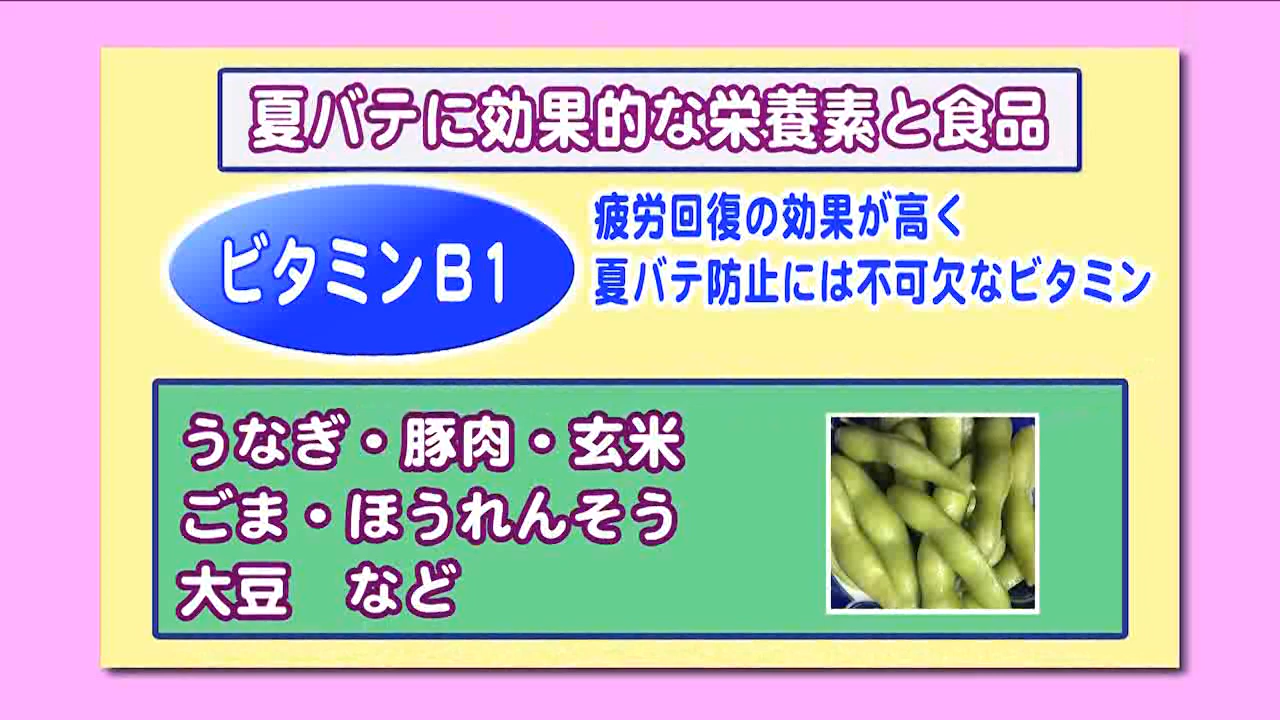 夏バテに効果的な栄養素と食品
ビタミンB1
疲労回復の効果が高く
夏バテ防止には不可欠なビタミン
うなぎ・豚肉・玄米
ごま・ほうれんそう
大豆　など